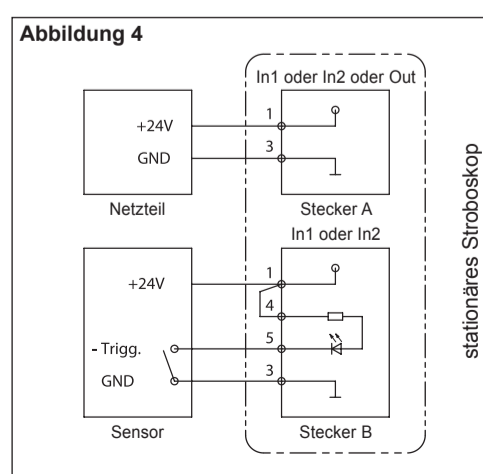 Abbildung 4
In1 oder In2 oder Out
+24V
1
GND
3
Netzteil
Stecker A
In1 oder In2
+24V
1
4
- Trigg.
5
GND
3
Sensor
Stecker B
stationäres Stroboskop